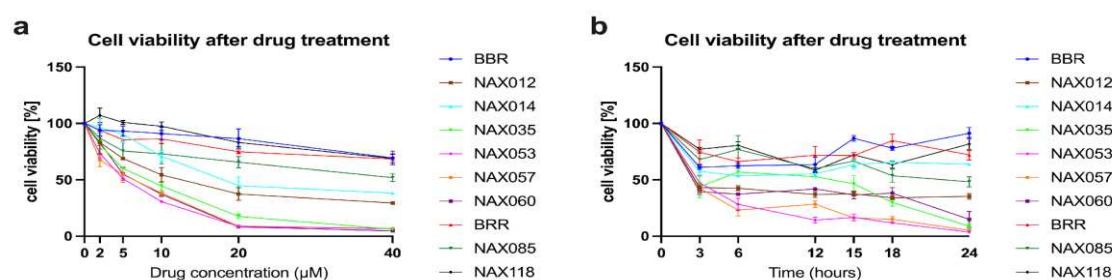 a
Cell viability after drug treatment
cell viability [%]
150
100
50
0
0 2 5 10 20 40
Drug concentration (µM)
BBR
NAX012
NAX014
NAX035
NAX053
NAX057
NAX060
BRR
NAX085
NAX118
b
Cell viability after drug treatment
cell viability [%]
150
100
50
0
0 3 6 12 15 18 24
Time (hours)
BBR
NAX012
NAX014
NAX035
NAX053
NAX057
NAX060
BRR
NAX085
NAX118